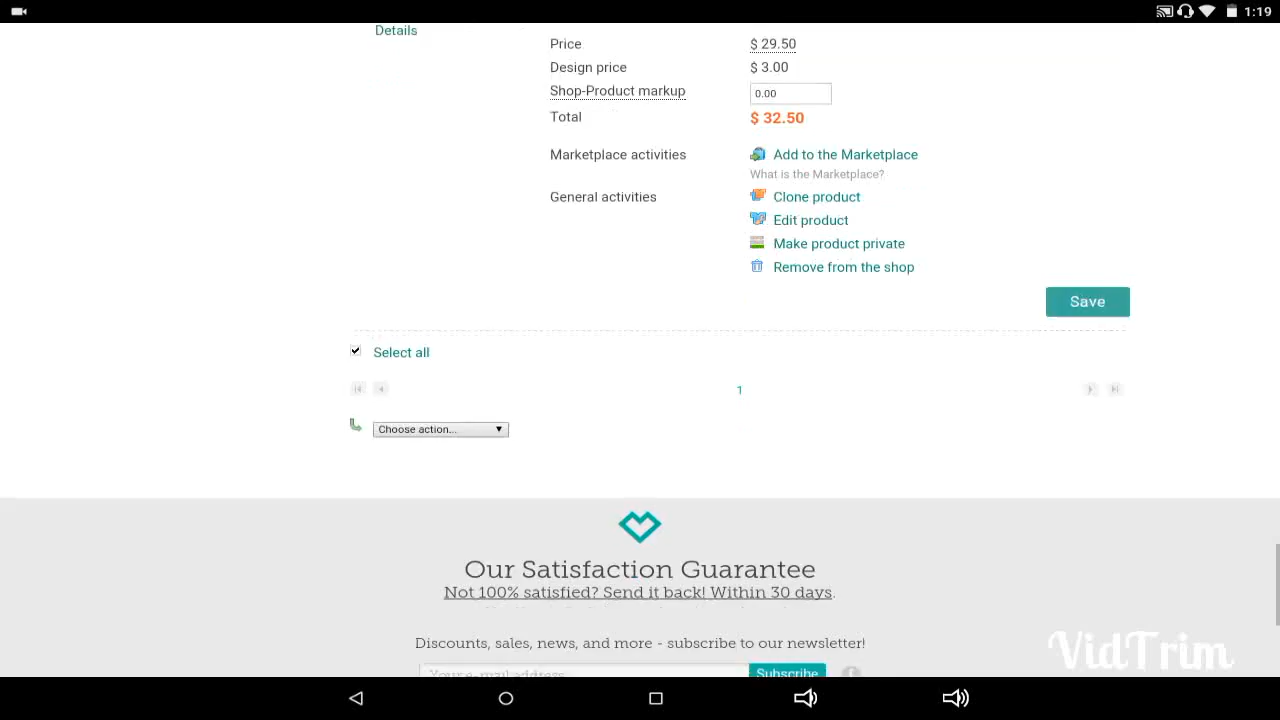 1:19
Details
Price $ 29.50
Design price $ 3.00
Shop-Product markup 0.00
Total $ 32.50
Marketplace activities Add to the Marketplace
What is the Marketplace?
General activities Clone product
Edit product
Make product private
Remove from the shop
Save
Select all
1
Choose action...
Our Satisfaction Guarantee
Not 100% satisfied? Send it back! Within 30 days.
Discounts, sales, news, and more - subscribe to our newsletter!
Your e-mail address Subscribe
VidTrim